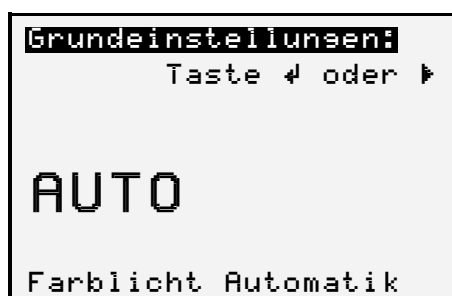 Grundeinstellungen:
Taste ↲ oder ▶
AUTO
Farblicht Automatik